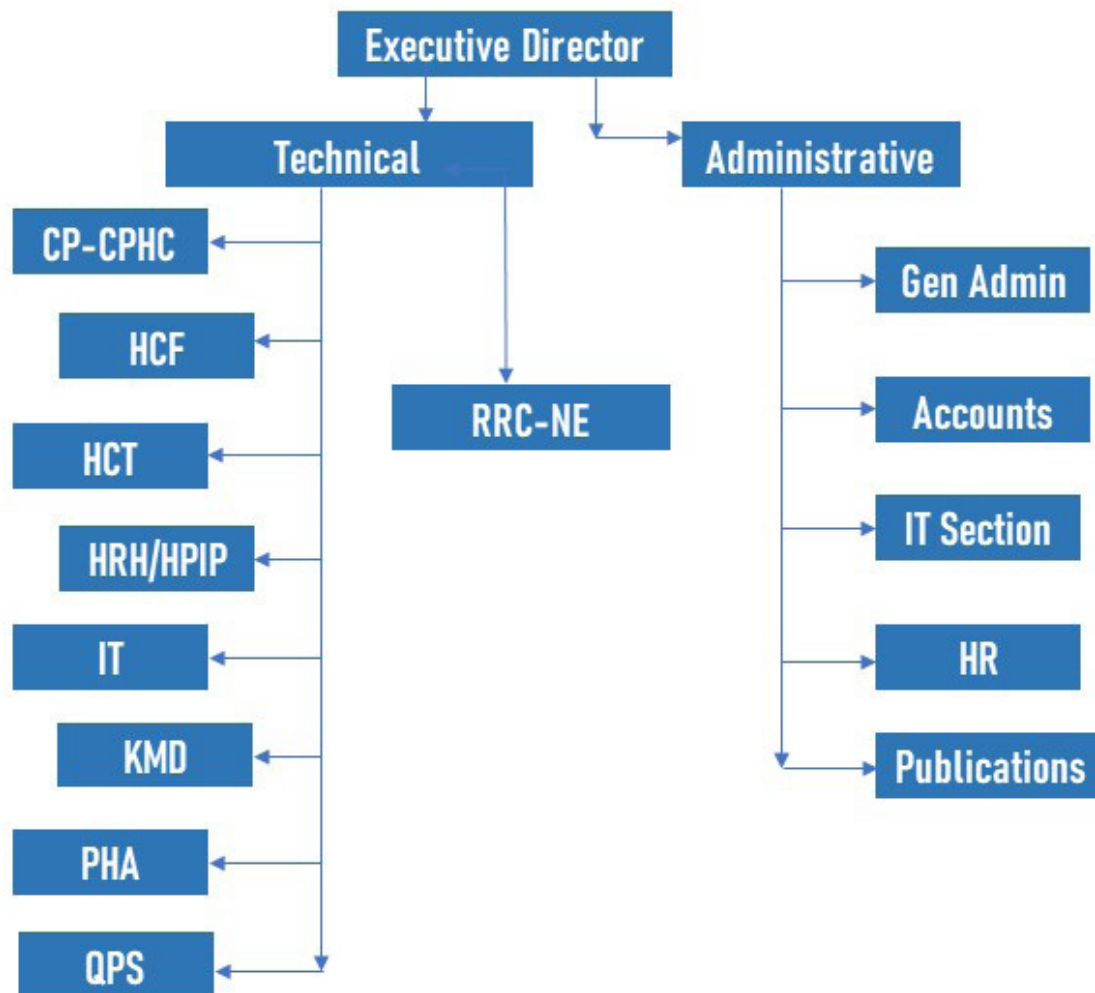 Executive Director
Technical
Administrative
CP-CPHC
HCF
HCT
HRH/HPIP
IT
KMD
PHA
QPS
RRC-NE
Gen Admin
Accounts
IT Section
HR
Publications